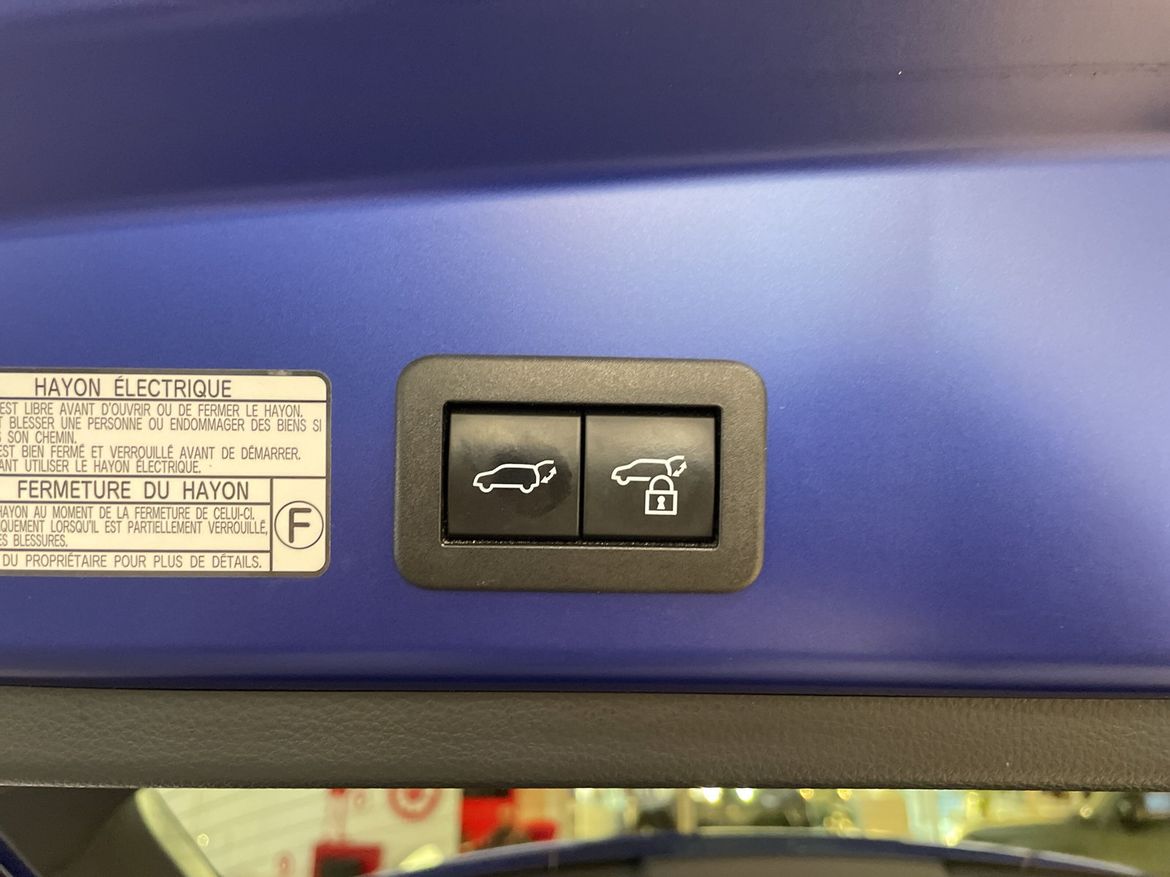 HAYON ÉLECTRIQUE
EST LIBRE AVANT D'OUVRIR OU DE FERMER LE HAYON.
BLESSER UNE PERSONNE OU ENDOMMAGER DES BIENS SI
SON CHEMIN.
EST BIEN FERMÉ ET VERROUILLÉ AVANT DE DÉMARRER.
UTILISER LE HAYON ÉLECTRIQUE.
FERMETURE DU HAYON
HAYON AU MOMENT DE LA FERMETURE DE CELUI-CI.
LORSQU'IL EST PARTIELLEMENT VERROUILLÉ,
BLESSURES.
F
DU PROPRIÉTAIRE POUR PLUS DE DÉTAILS.